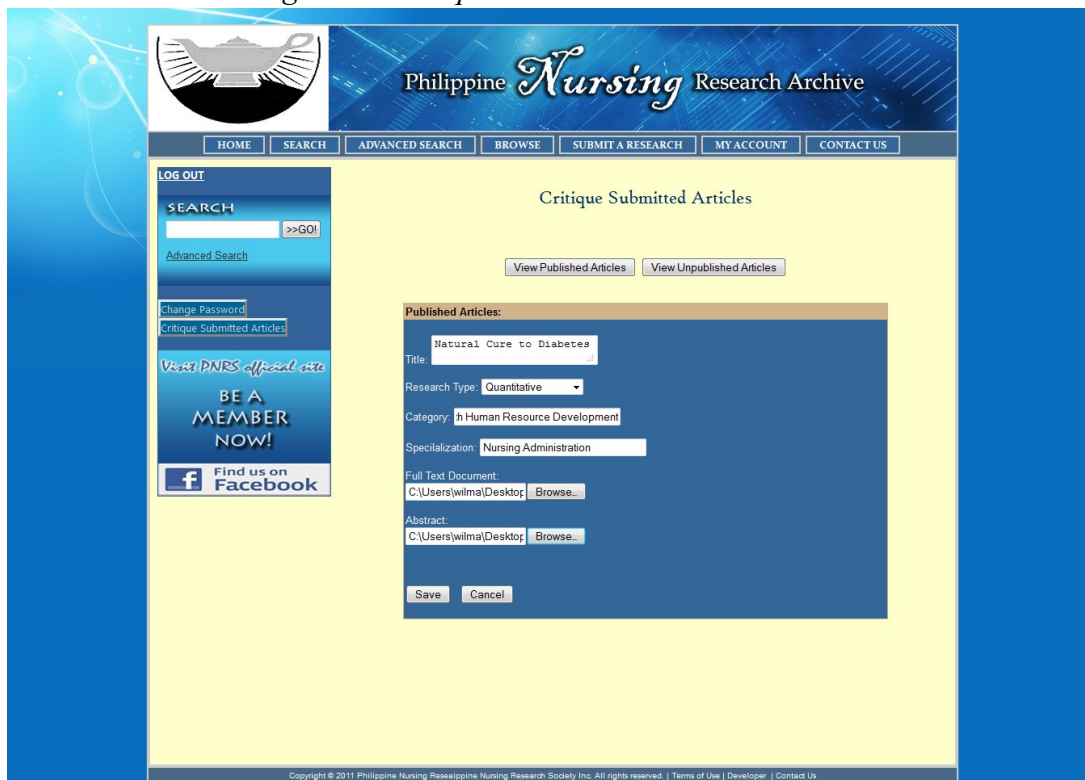 Philippine Nursing Research Archive
HOME SEARCH ADVANCED SEARCH BROWSE SUBMIT A RESEARCH MY ACCOUNT CONTACT US
LOG OUT
SEARCH
>>GO!
Advanced Search
Change Password
Critique Submitted Articles
Visit PNRS official site
BE A
MEMBER
NOW!
f Find us on
Facebook
Critique Submitted Articles
View Published Articles View Unpublished Articles
Published Articles:
Natural Cure to Diabetes
Title:
Research Type: Quantitative
Category: h Human Resource Development
Specilalization: Nursing Administration
Full Text Document:
C:\Users\wilma\Desktop Browse...
Abstract:
C:\Users\wilma\Desktop Browse...
Save Cancel
Copyright © 2011 Philippine Nursing Reseaippine Nursing Research Society Inc. All rights reserved. | Terms of Use | Developer | Contact Us